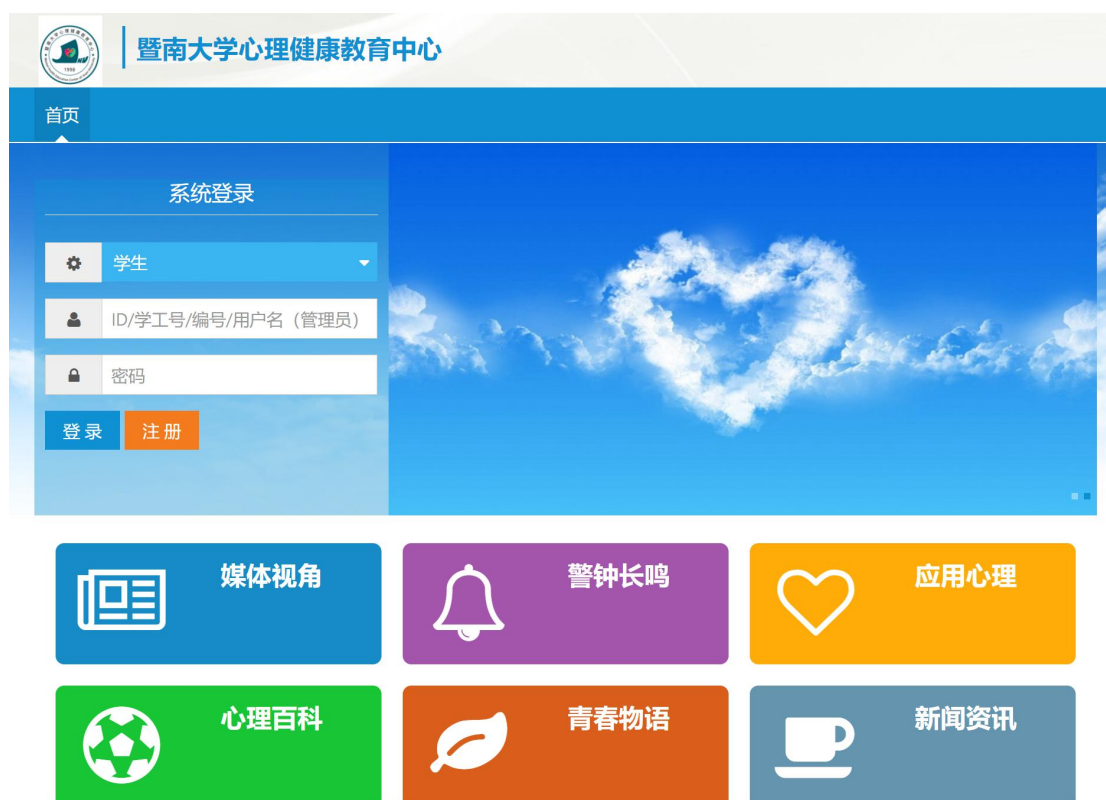 暨南大学心理健康教育中心
首页
系统登录
学生
ID/学工号/编号/用户名（管理员）
密码
登 录 注 册
媒体视角 警钟长鸣 应用心理
心理百科 青春物语 新闻资讯